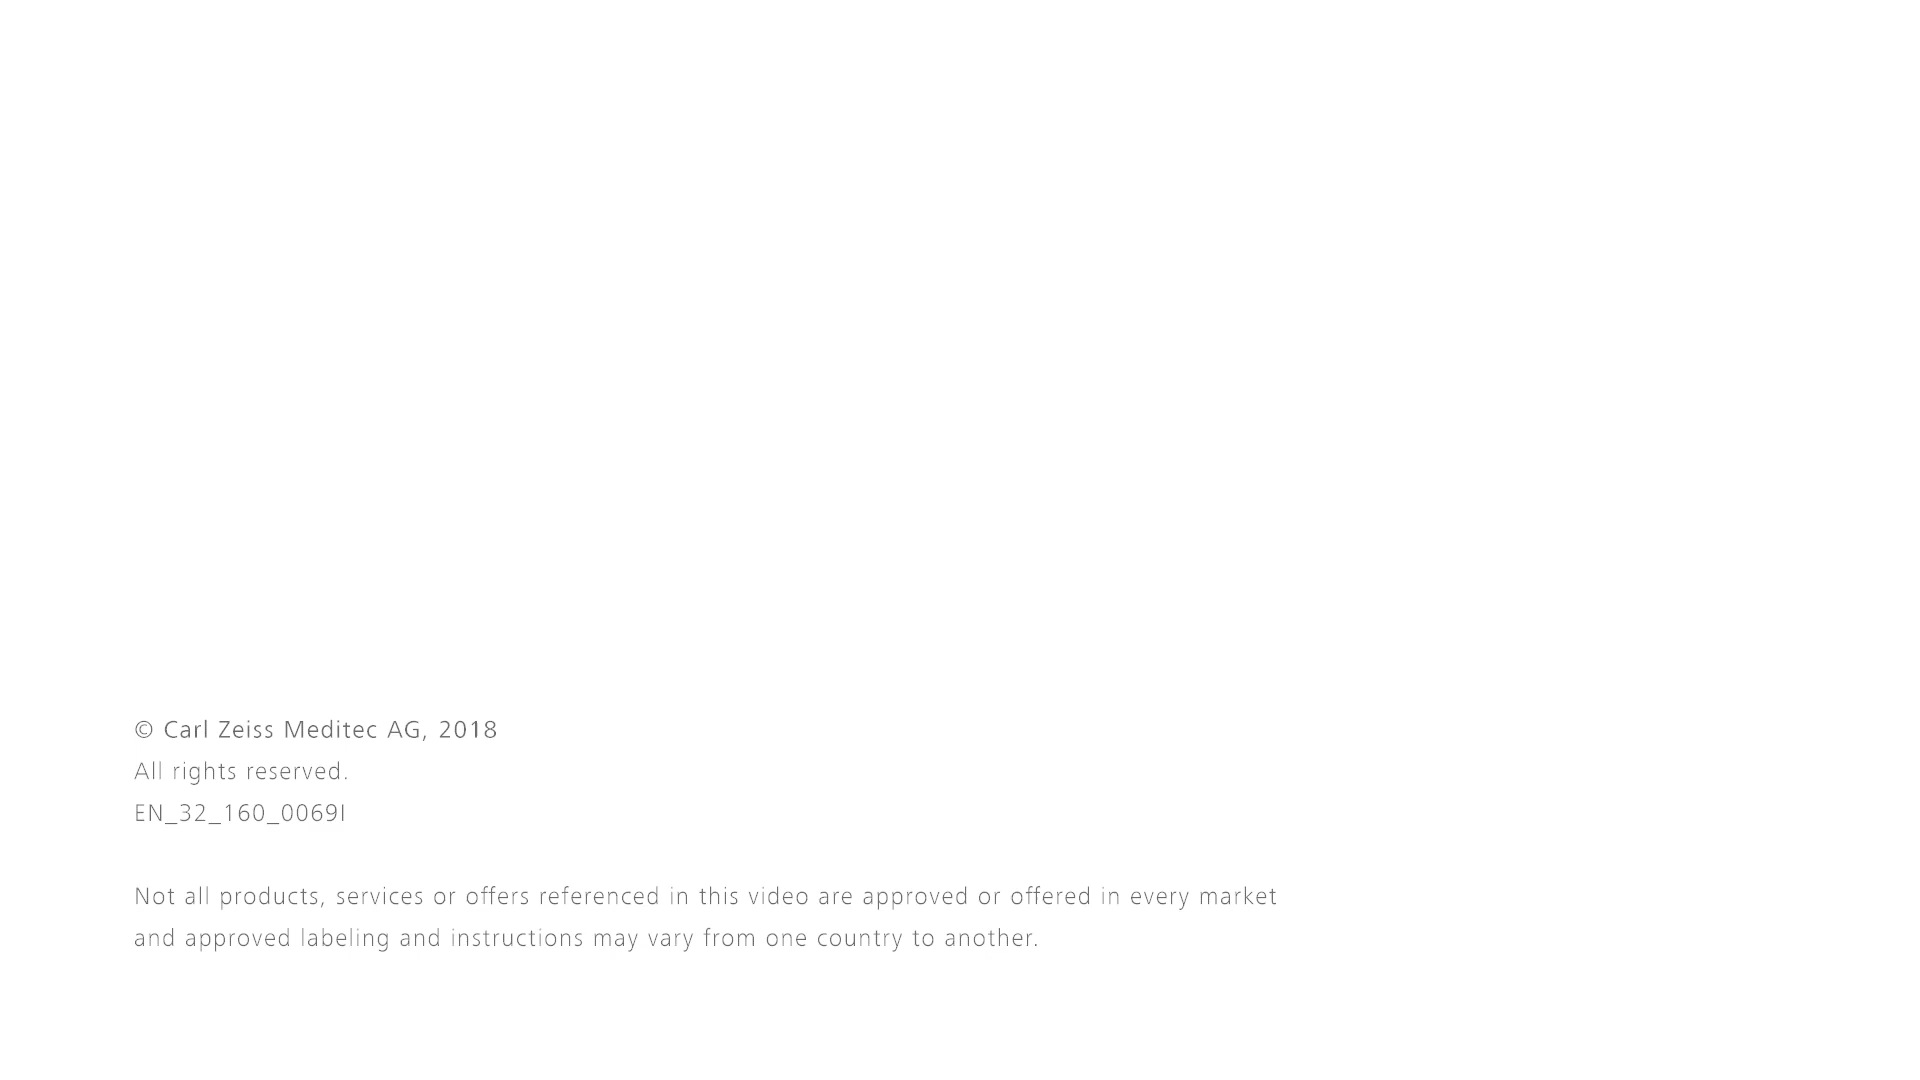 © Carl Zeiss Meditec AG, 2018
All rights reserved.
EN_32_160_0069I
Not all products, services or offers referenced in this video are approved or offered in every market
and approved labeling and instructions may vary from one country to another.